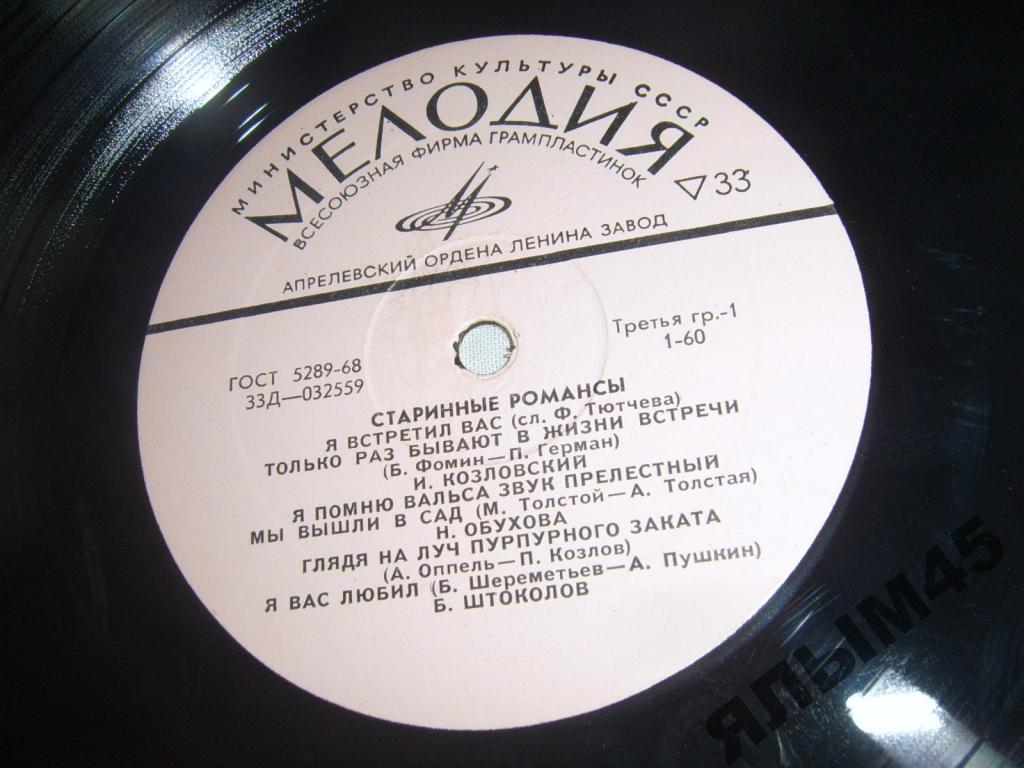 МИНИСТЕРСТВО КУЛЬТУРЫ СССР
МЕЛОДИЯ
ВСЕСОЮЗНАЯ ФИРМА ГРАМПЛАСТИНОК
33
АПРЕЛЕВСКИЙ ОРДЕНА ЛЕНИНА ЗАВОД
ГОСТ 5289-68
33Д—032559
Третья гр.-1
1-60
СТАРИННЫЕ РОМАНСЫ
Я ВСТРЕТИЛ ВАС (сл. Ф. Тютчева)
ТОЛЬКО РАЗ БЫВАЮТ В ЖИЗНИ ВСТРЕЧИ
(Б. Фомин—П. Герман)
И. КОЗЛОВСКИЙ
Я ПОМНЮ ВАЛЬСА ЗВУК ПРЕЛЕСТНЫЙ
МЫ ВЫШЛИ В САД (М. Толстой—А. Толстая)
Н. ОБУХОВА
ГЛЯДЯ НА ЛУЧ ПУРПУРНОГО ЗАКАТА
(А. Оппель—П. Козлов)
Я ВАС ЛЮБИЛ (Б. Шереметьев—А. Пушкин)
Б. ШТОКОЛОВ
ЯЛЫМ45